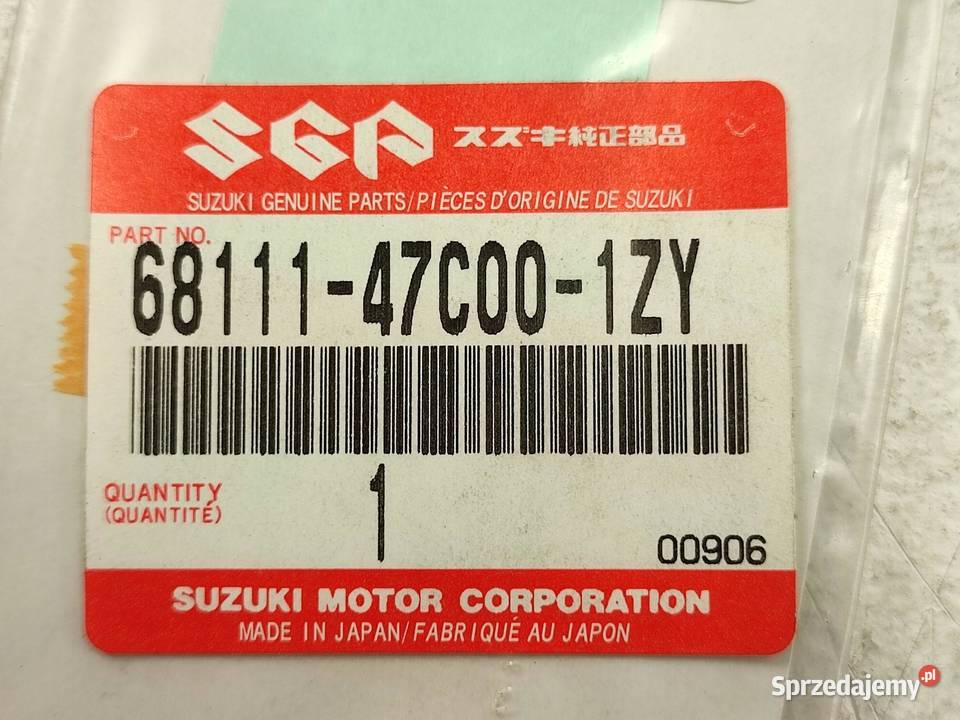 SGP スズキ純正部品
SUZUKI GENUINE PARTS/PIÈCES D'ORIGINE DE SUZUKI
PART NO.
68111-47C00-1ZY
QUANTITY
(QUANTITÉ)
1
00906
SUZUKI MOTOR CORPORATION
MADE IN JAPAN/FABRIQUÉ AU JAPON
Sprzedajemy.pl